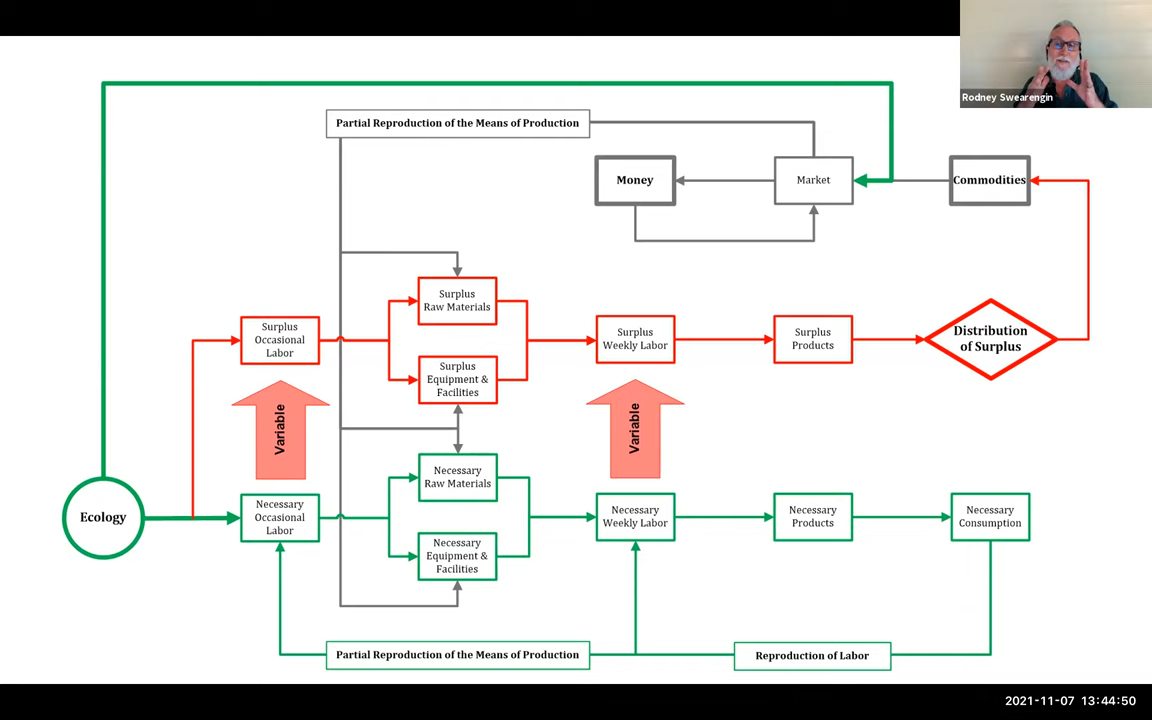 Rodney Swearengin
Partial Reproduction of the Means of Production
Money
Market
Commodities
Surplus
Raw Materials
Surplus
Occasional
Labor
Surplus
Equipment &
Facilities
Surplus
Weekly Labor
Surplus
Products
Distribution
of Surplus
Variable
Variable
Ecology
Necessary
Occasional
Labor
Necessary
Raw Materials
Necessary
Equipment &
Facilities
Necessary
Weekly Labor
Necessary
Products
Necessary
Consumption
Partial Reproduction of the Means of Production
Reproduction of Labor
2021-11-07 13:44:50